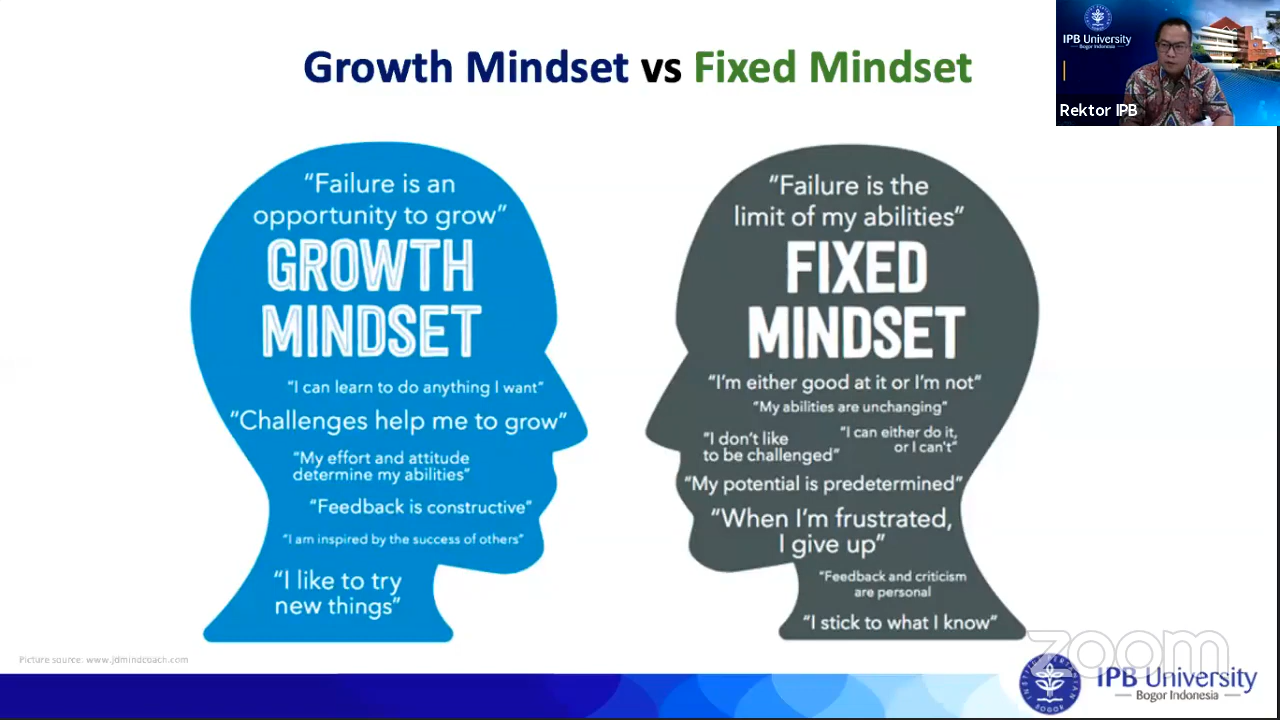 Growth Mindset vs Fixed Mindset
IPB University
Bogor Indonesia
Rektor IPB
“Failure is an
opportunity to grow”
GROWTH
MINDSET
“I can learn to do anything I want”
“Challenges help me to grow”
“My effort and attitude
determine my abilities”
“Feedback is constructive”
“I am inspired by the success of others”
“I like to try
new things”
“Failure is the
limit of my abilities”
FIXED
MINDSET
“I’m either good at it or I’m not”
“My abilities are unchanging”
“I don’t like
to be challenged”
“I can either do it,
or I can't”
“My potential is predetermined”
“When I’m frustrated,
I give up”
“Feedback and criticism
are personal
“I stick to what I know”
Picture source: www.jdmindcoach.com
zoom
INSTITUT PERTANIAN
BOGOR
IPB University
Bogor Indonesia